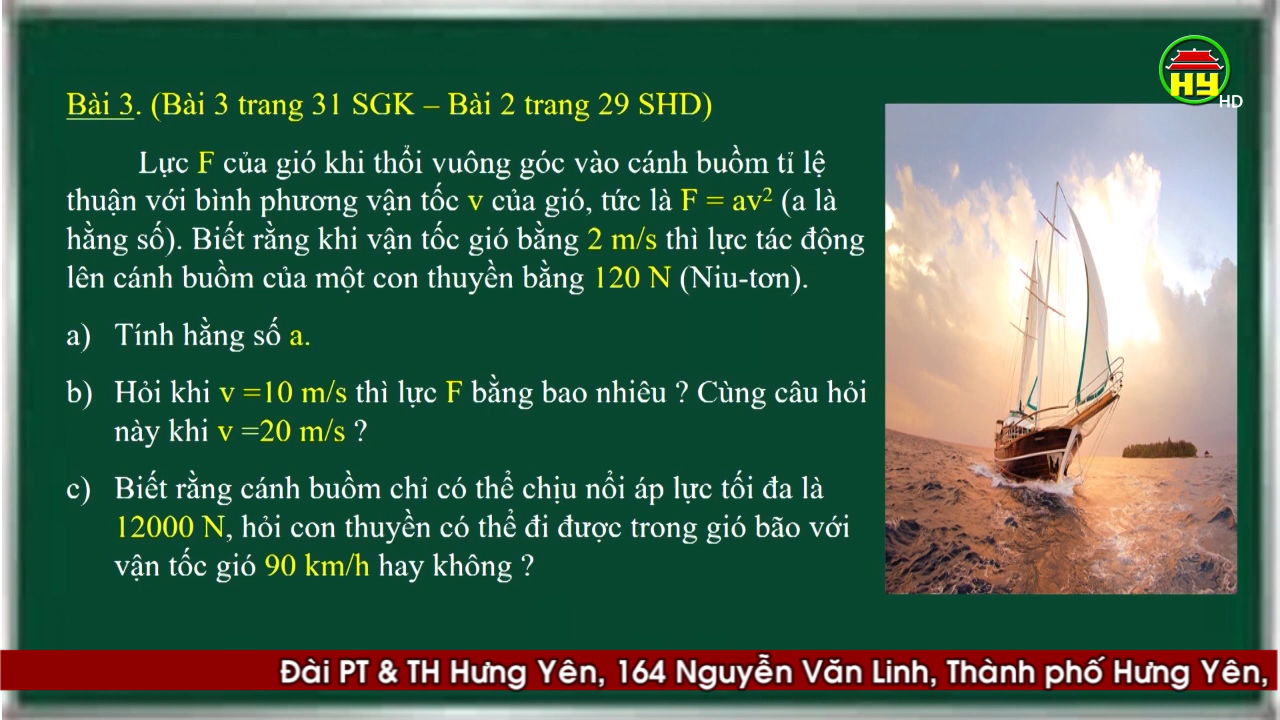 HY
HD
Bài 3. (Bài 3 trang 31 SGK – Bài 2 trang 29 SHD)
Lực F của gió khi thổi vuông góc vào cánh buồm tỉ lệ
thuận với bình phương vận tốc v của gió, tức là F = av² (a là
hằng số). Biết rằng khi vận tốc gió bằng 2 m/s thì lực tác động
lên cánh buồm của một con thuyền bằng 120 N (Niu-tơn).
a) Tính hằng số a.
b) Hỏi khi v =10 m/s thì lực F bằng bao nhiêu ? Cùng câu hỏi
này khi v =20 m/s ?
c) Biết rằng cánh buồm chỉ có thể chịu nổi áp lực tối đa là
12000 N, hỏi con thuyền có thể đi được trong gió bão với
vận tốc gió 90 km/h hay không ?
Đài PT & TH Hưng Yên, 164 Nguyễn Văn Linh, Thành phố Hưng Yên,